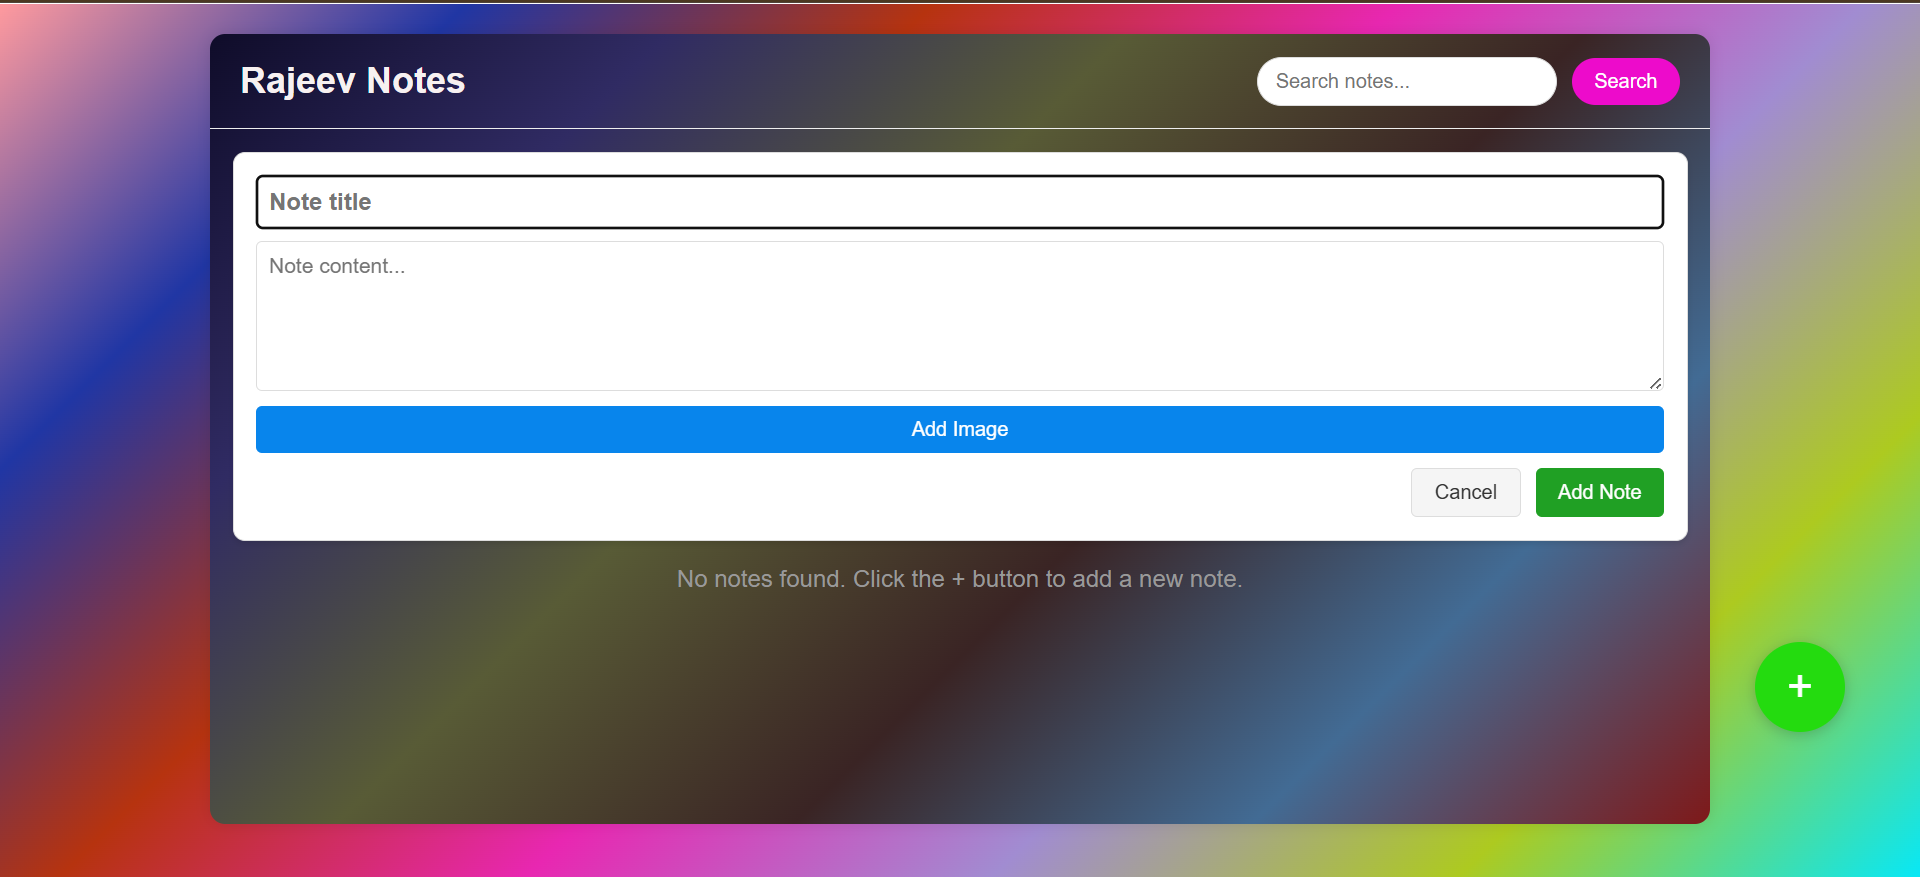 Rajeev Notes
Search notes...
Search
Note title
Note content...
Add Image
Cancel
Add Note
No notes found. Click the + button to add a new note.
+